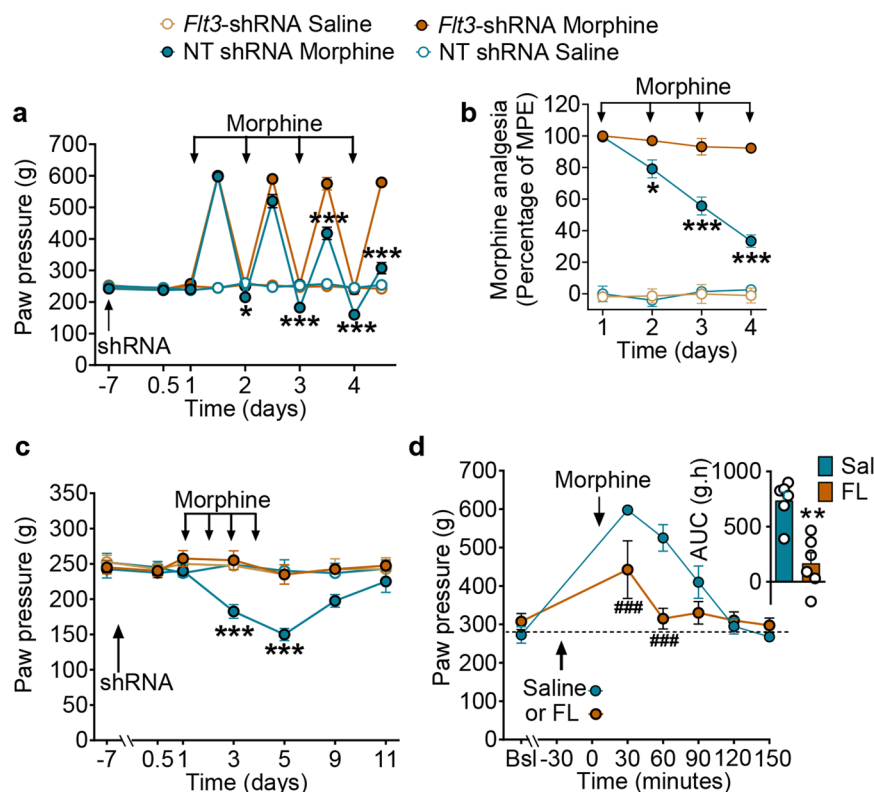 Flt3-shRNA Saline
Flt3-shRNA Morphine
NT shRNA Morphine
NT shRNA Saline
a
Morphine
700
600
500
400
300
200
100
0
Paw pressure (g)
***
***
*
***
***
shRNA
-7
0.5
1
2
3
4
Time (days)
b
Morphine
120
100
80
60
40
20
0
Morphine analgesia
(Percentage of MPE)
*
***
***
1
2
3
4
Time (days)
c
Morphine
350
300
250
200
150
100
50
0
Paw pressure (g)
***
***
shRNA
-7
0.5
1
3
5
7
9
11
Time (days)
d
Morphine
700
600
500
400
300
200
100
0
Paw pressure (g)
###
###
Saline
or FL
Bsl
-30
0
30
60
90
120
150
Time (minutes)
Sal
FL
1000
500
0
AUC (g.h)
**